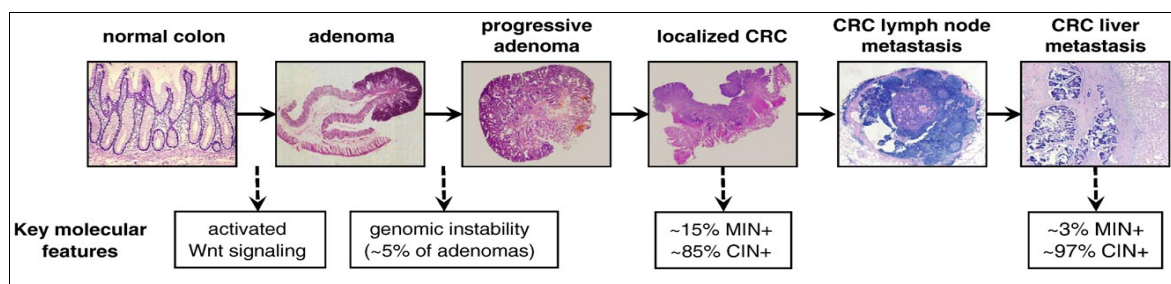 normal colon
adenoma
progressive
adenoma
localized CRC
CRC lymph node
metastasis
CRC liver
metastasis
Key molecular
features
activated
Wnt signaling
genomic instability
(~5% of adenomas)
~15% MIN+
~85% CIN+
~3% MIN+
~97% CIN+